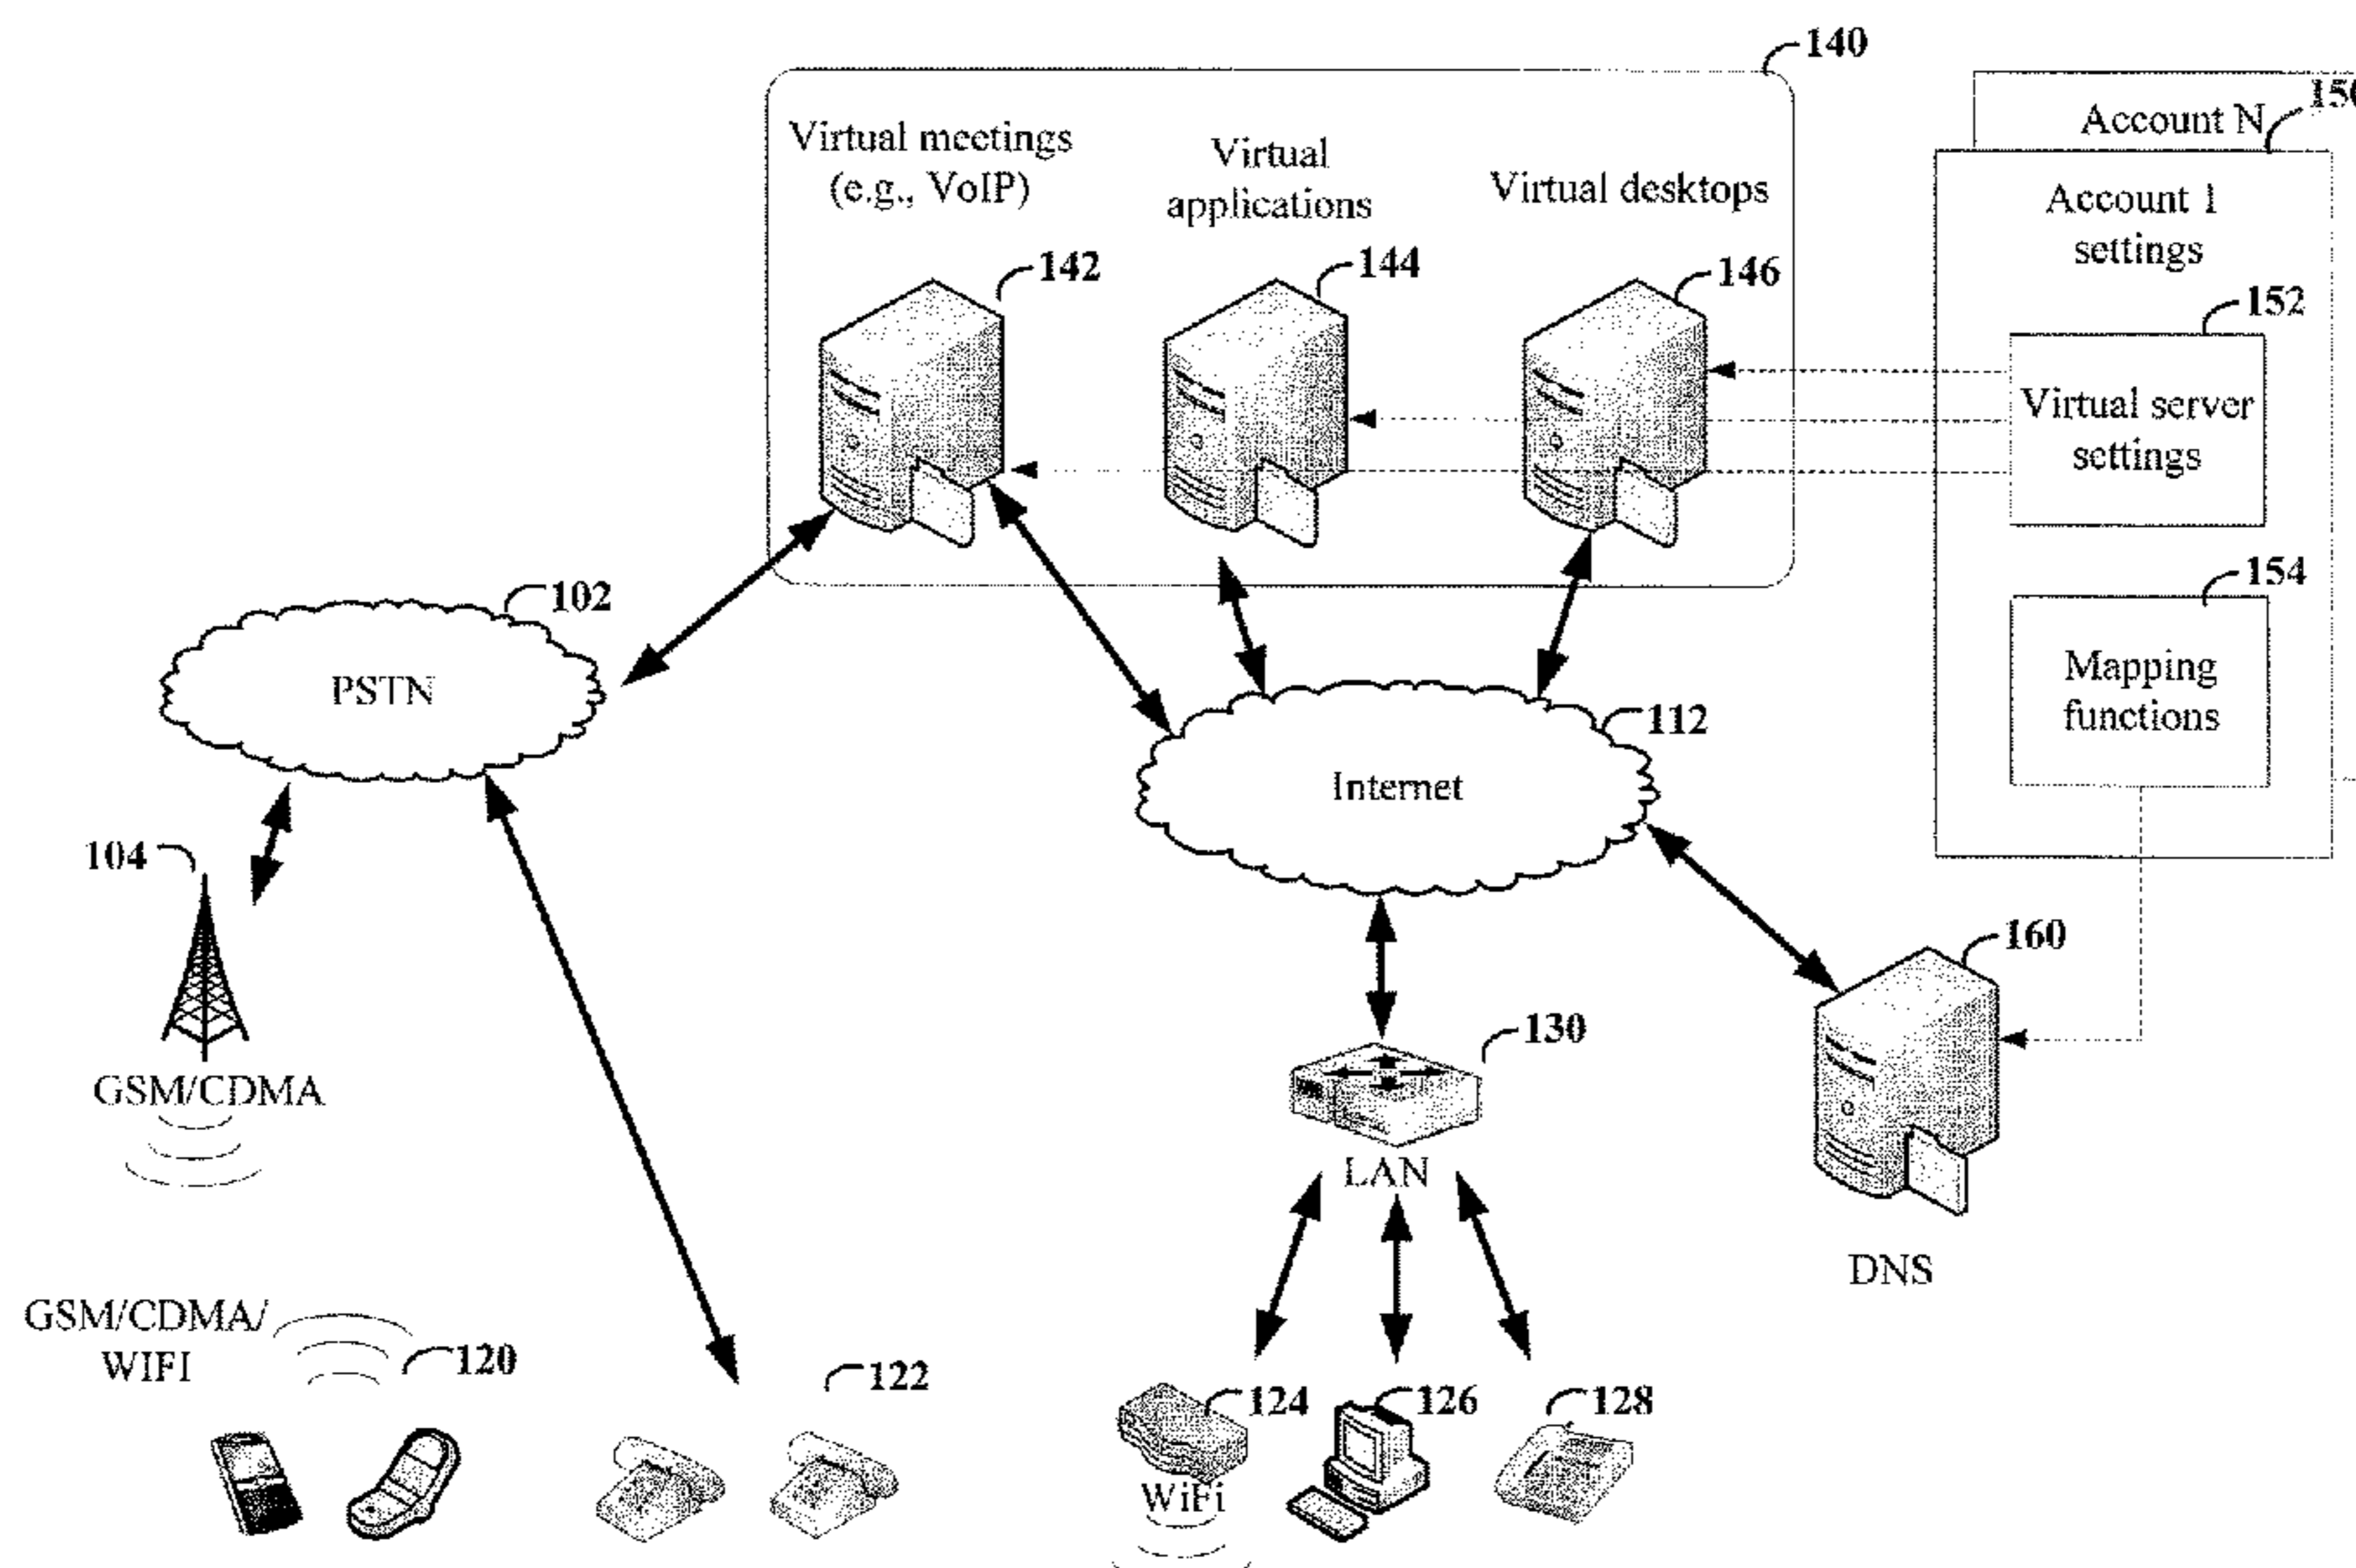 140
150
Account N
Virtual meetings
(e.g., VoIP)
Virtual
applications
Virtual desktops
Account 1
settings
142
144
146
152
Virtual server
settings
102
154
PSTN
Mapping
functions
112
Internet
104
160
130
GSM/CDMA
LAN
DNS
GSM/CDMA/
WIFI
120
122
124
126
128
WiFi